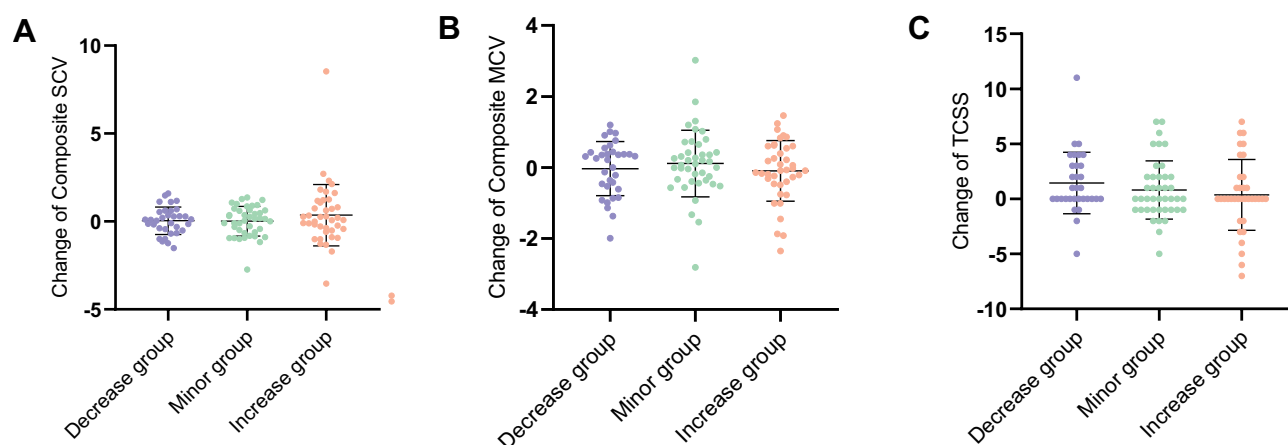 A
Change of Composite SCV
10
5
0
-5
Decrease group
Minor group
Increase group
B
Change of Composite MCV
4
2
0
-2
-4
Decrease group
Minor group
Increase group
C
Change of TCSS
15
10
5
0
-5
-10
Decrease group
Minor group
Increase group